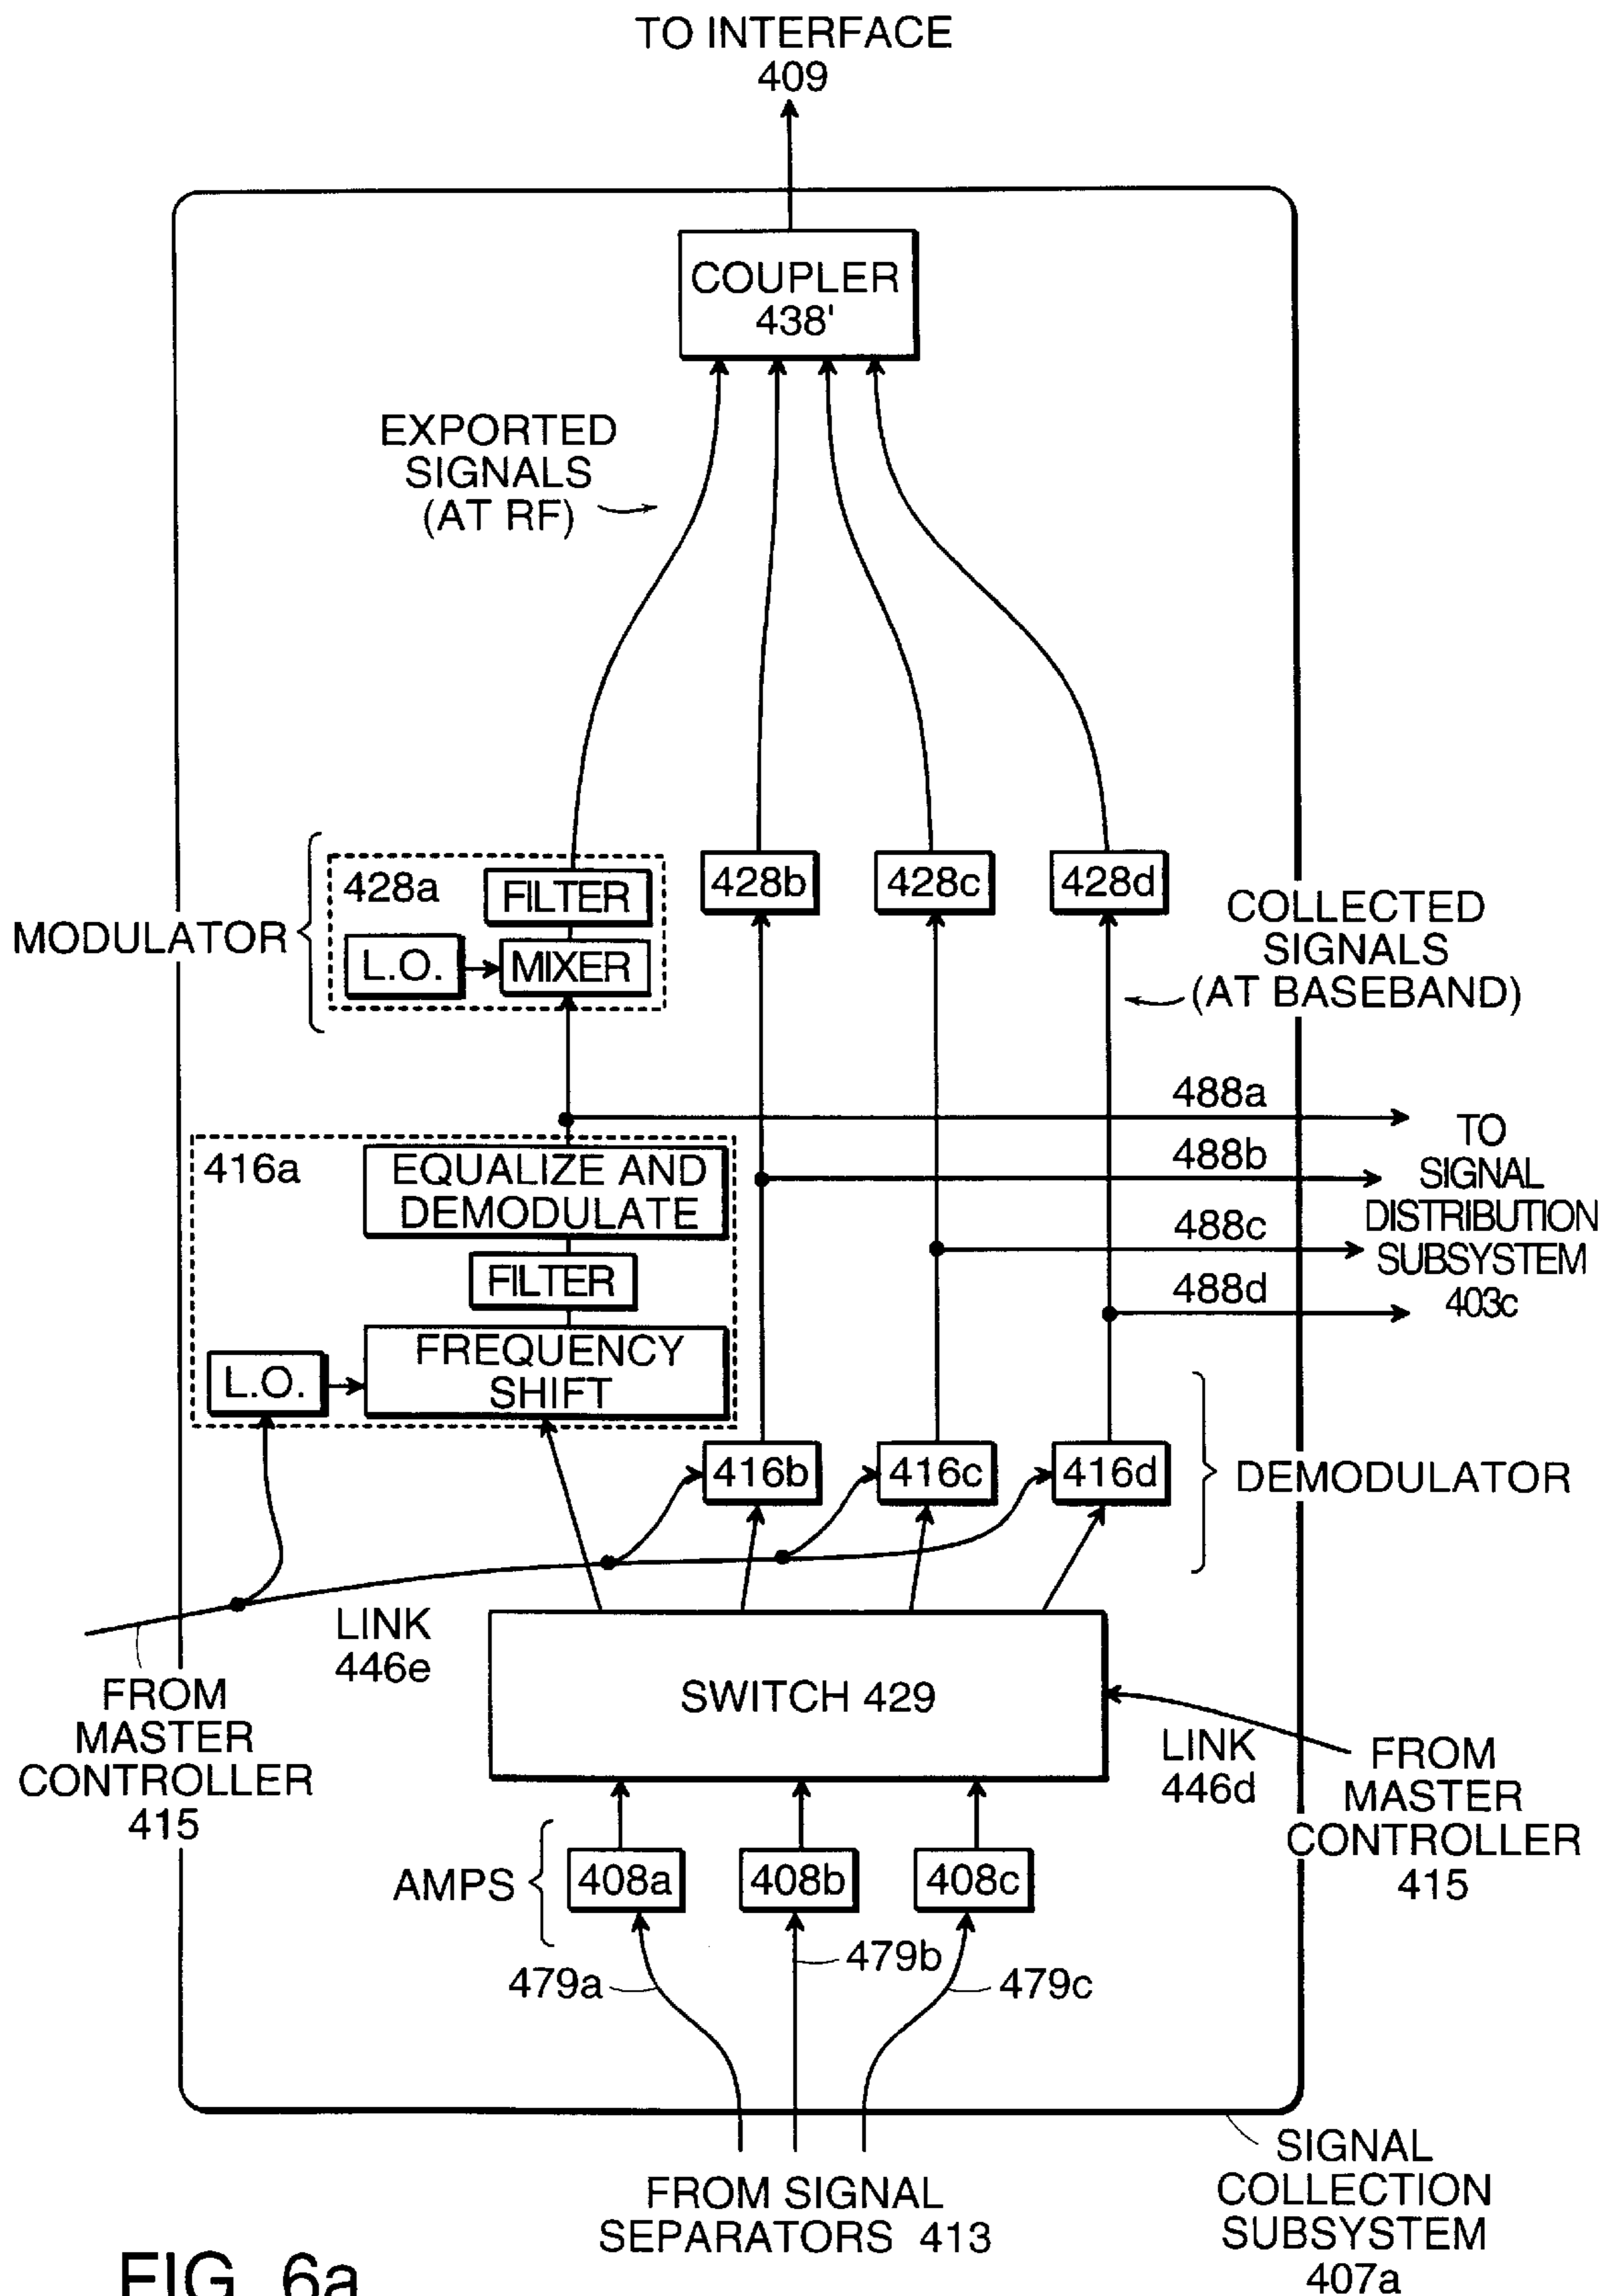 TO INTERFACE
409
COUPLER
438'
EXPORTED
SIGNALS
(AT RF)
428a
FILTER
L.O.
MIXER
MODULATOR
428b
428c
428d
COLLECTED
SIGNALS
(AT BASEBAND)
488a
488b
488c
488d
TO
SIGNAL
DISTRIBUTION
SUBSYSTEM
403c
416a
EQUALIZE AND
DEMODULATE
FILTER
FREQUENCY
SHIFT
L.O.
416b
416c
416d
DEMODULATOR
LINK
446e
FROM
MASTER
CONTROLLER
415
SWITCH 429
LINK
446d
FROM
MASTER
CONTROLLER
415
AMPS
408a
408b
408c
479a
479b
479c
FROM SIGNAL
SEPARATORS 413
SIGNAL
COLLECTION
SUBSYSTEM
407a
FIG. 6a